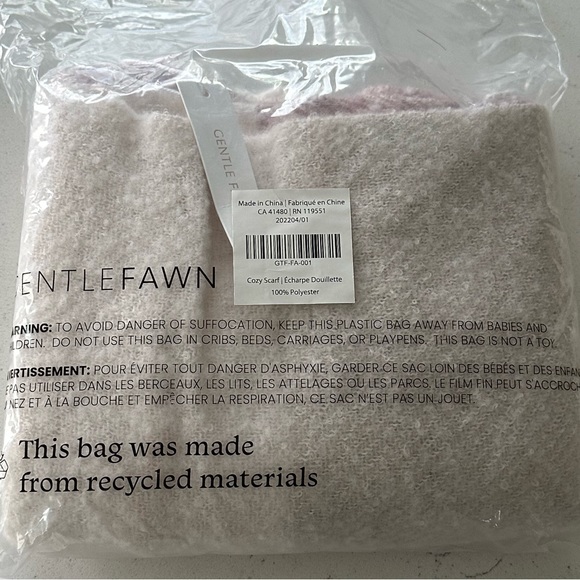 GENTLE F
Made in China | Fabriqué en Chine
CA 41480 | RN 119551
202204/01
GTF-FA-001
Cozy Scarf | Écharpe Douillette
100% Polyester
ENTLEFAWN
ARNING: TO AVOID DANGER OF SUFFOCATION, KEEP THIS PLASTIC BAG AWAY FROM BABIES AND
ILDREN. DO NOT USE THIS BAG IN CRIBS, BEDS, CARRIAGES, OR PLAYPENS. THIS BAG IS NOT A TOY.
VERTISSEMENT: POUR ÉVITER TOUT DANGER D'ASPHYXIE, GARDER-CE SAC LOIN DES BÉBÉS ET DES ENFAN
E PAS UTILISER DANS LES BERCEAUX, LES LITS, LES ATTELAGES OU LES PARCS. LE FILM FIN PEUT S'ACCROCH
NEZ ET À LA BOUCHE ET EMPÊCHER LA RESPIRATION, CE SAC N'EST PAS UN JOUET.
This bag was made
from recycled materials